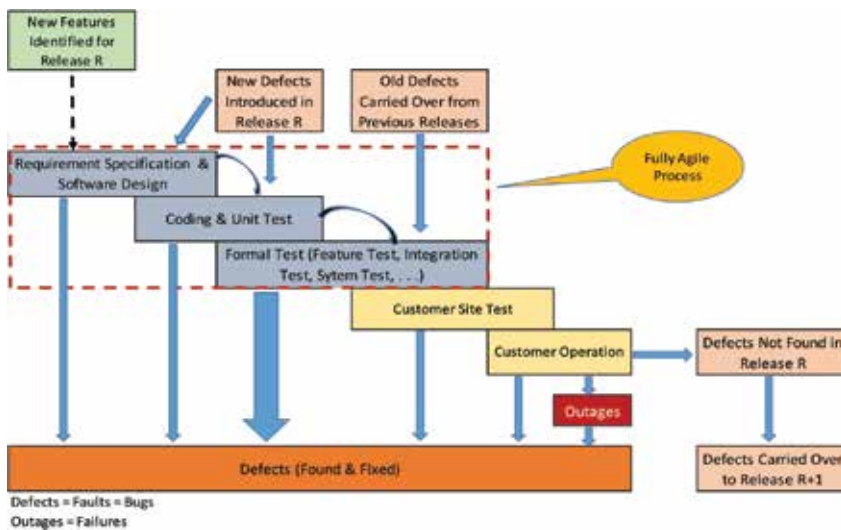 New Features
Identified for
Release R
New Defects
Introduced in
Release R
Old Defects
Carried Over from
Previous Releases
Fully Agile
Process
Requirement Specification &
Software Design
Coding & Unit Test
Formal Test (Feature Test, Integration
Test, Sytem Test, . . .)
Customer Site Test
Customer Operation
Defects Not Found in
Release R
Outages
Defects (Found & Fixed)
Defects Carried Over
to Release R+1
Defects = Faults = Bugs
Outages = Failures